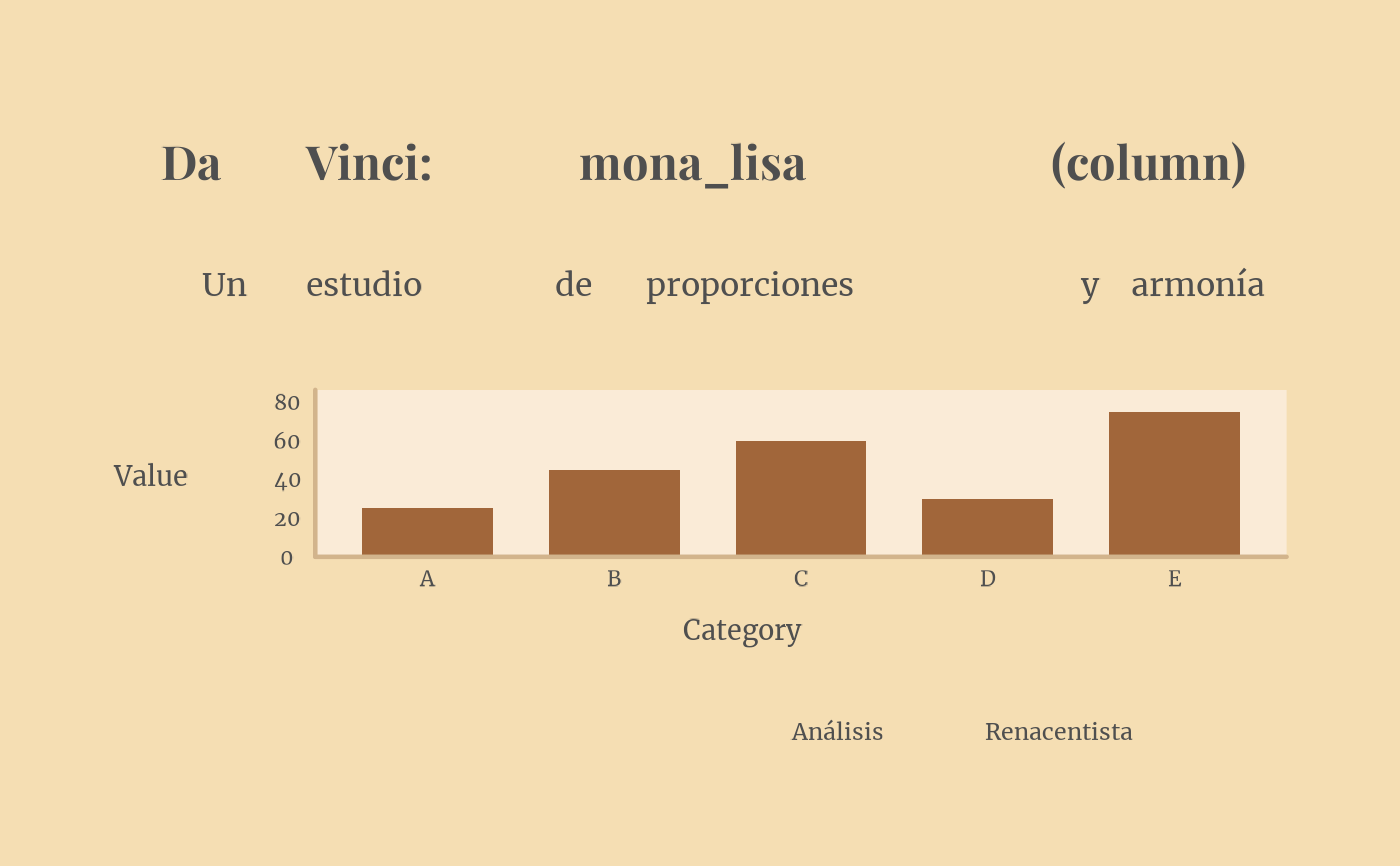 Da Vinci: mona_lisa (column)
Un estudio de proporciones y armonía
80
60
40
20
0
Value
A B C D E
Category
Análisis Renacentista